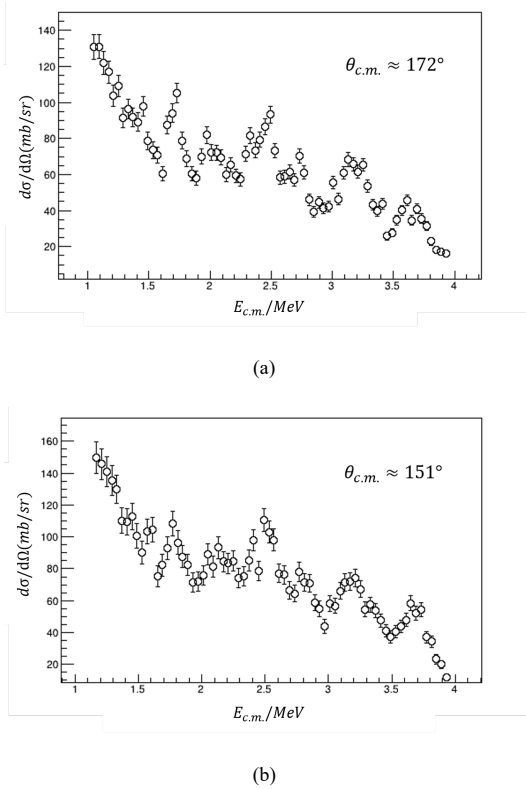 140
θc.m. ≈ 172°
120
100
80
60
40
20
dσ/dΩ(mb/sr)
1 1.5 2 2.5 3 3.5 4
Ec.m./MeV
(a)
160
θc.m. ≈ 151°
140
120
100
80
60
40
20
dσ/dΩ(mb/sr)
1 1.5 2 2.5 3 3.5 4
Ec.m./MeV
(b)